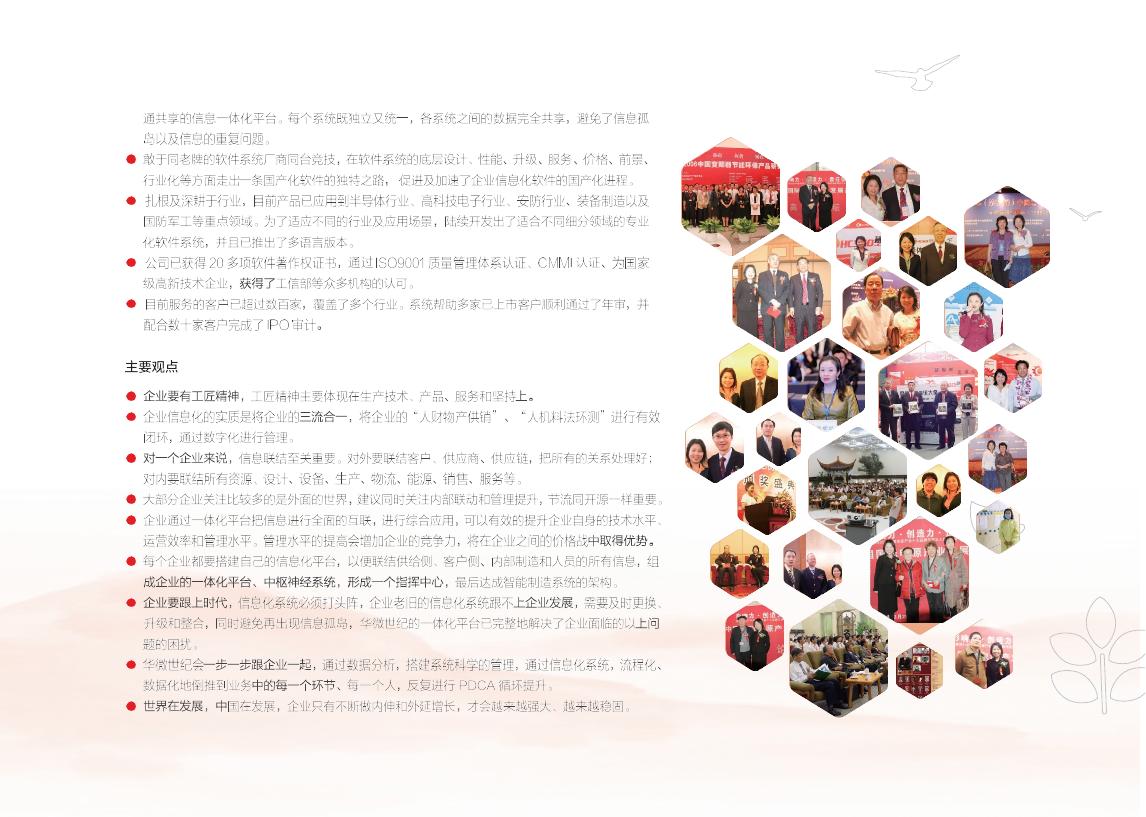 通共享的信息一体化平台。每个系统既独立又统一，各系统之间的数据完全共享，避免了信息孤
岛以及信息的重复问题。
敢于同老牌的软件系统厂商同台竞技，在软件系统的底层设计、性能、升级、服务、价格、前景、
行业化等方面走出一条国产化软件的独特之路，促进及加速了企业信息化软件的国产化进程。
扎根及深耕于行业，目前产品已应用到半导体行业、高科技电子行业、安防行业、装备制造以及
国防军工等重点领域。为了适应不同的行业及应用场景，陆续开发出了适合不同细分领域的专业
化软件系统，并且已推出了多语言版本。
公司已获得 20 多项软件著作权证书，通过 ISO9001 质量管理体系认证、CMMI 认证、为国家
级高新技术企业，获得了工信部等众多机构的认可。
目前服务的客户已超过数百家，覆盖了多个行业。系统帮助多家已上市客户顺利通过了年审，并
配合数十家客户完成了 IPO 审计。
主要观点
企业要有工匠精神，工匠精神主要体现在生产技术、产品、服务和坚持上。
企业信息化的实质是将企业的三流合一，将企业的“人财物产供销”、“人机料法环测”进行有效
闭环，通过数字化进行管理。
对一个企业来说，信息联结至关重要。对外要联结客户、供应商、供应链，把所有的关系处理好；
对内要联结所有资源、设计、设备、生产、物流、能源、销售、服务等。
大部分企业关注比较多的是外面的世界，建议同时关注内部联动和管理提升，节流同开源一样重要。
企业通过一体化平台把信息进行全面的互联，进行综合应用，可以有效的提升企业自身的技术水平、
运营效率和管理水平。管理水平的提高会增加企业的竞争力，将在企业之间的价格战中取得优势。
每个企业都要搭建自己的信息化平台，以便联结供给侧、客户侧、内部制造和人员的所有信息，组
成企业的一体化平台、中枢神经系统，形成一个指挥中心，最后达成智能制造系统的架构。
企业要跟上时代，信息化系统必须打头阵，企业老旧的信息化系统跟不上企业发展，需要及时更换、
升级和整合，同时避免再出现信息孤岛，华微世纪的一体化平台已完整地解决了企业面临的以上问
题的困扰。
华微世纪会一步一步跟企业一起，通过数据分析，搭建系统科学的管理，通过信息化系统，流程化、
数据化地倒推到业务中的每一个环节、每一个人，反复进行 PDCA 循环提升。
世界在发展，中国在发展，企业只有不断做内伸和外延增长，才会越来越强大、越来越稳固。